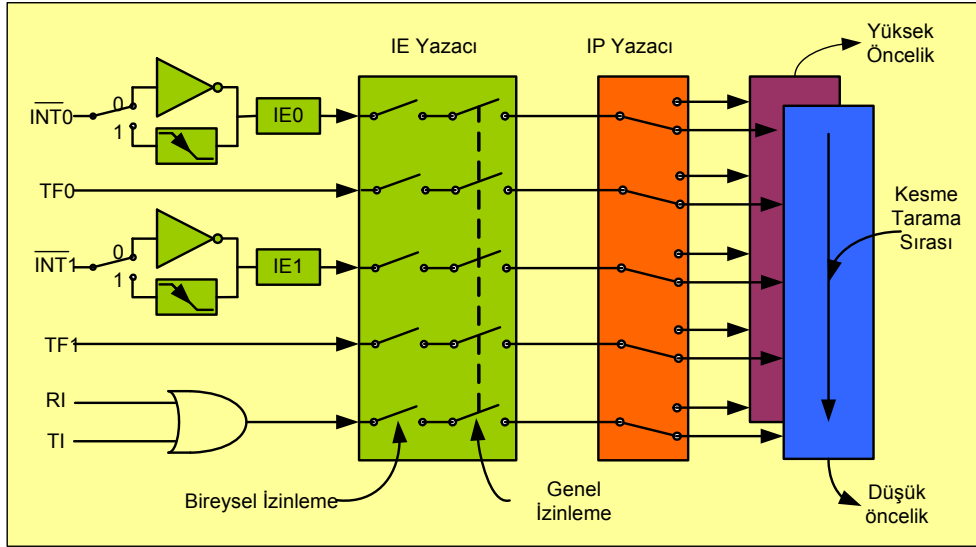 IE Yazacı
IP Yazacı
Yüksek
Öncelik
INT0
0
1
IE0
TF0
INT1
0
1
IE1
TF1
RI
TI
Kesme
Tarama
Sırası
Bireysel İzinleme
Genel
İzinleme
Düşük
öncelik